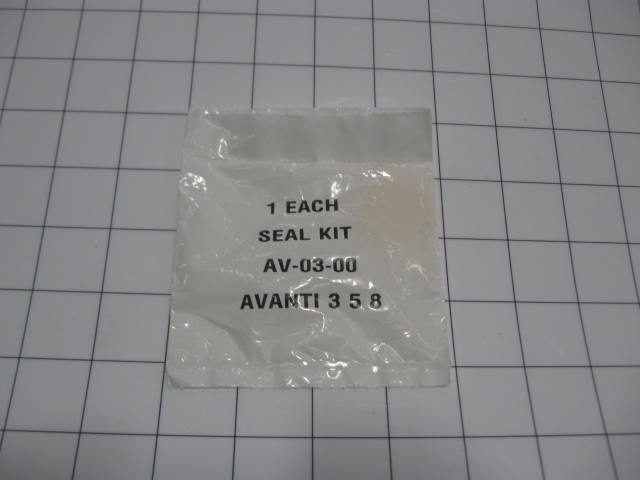 1 EACH
SEAL KIT
AV-03-00
AVANTI 3 5 8